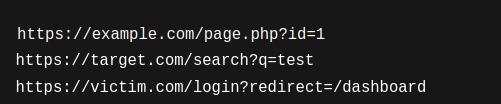 https://example.com/page.php?id=1
https://target.com/search?q=test
https://victim.com/login?redirect=/dashboard